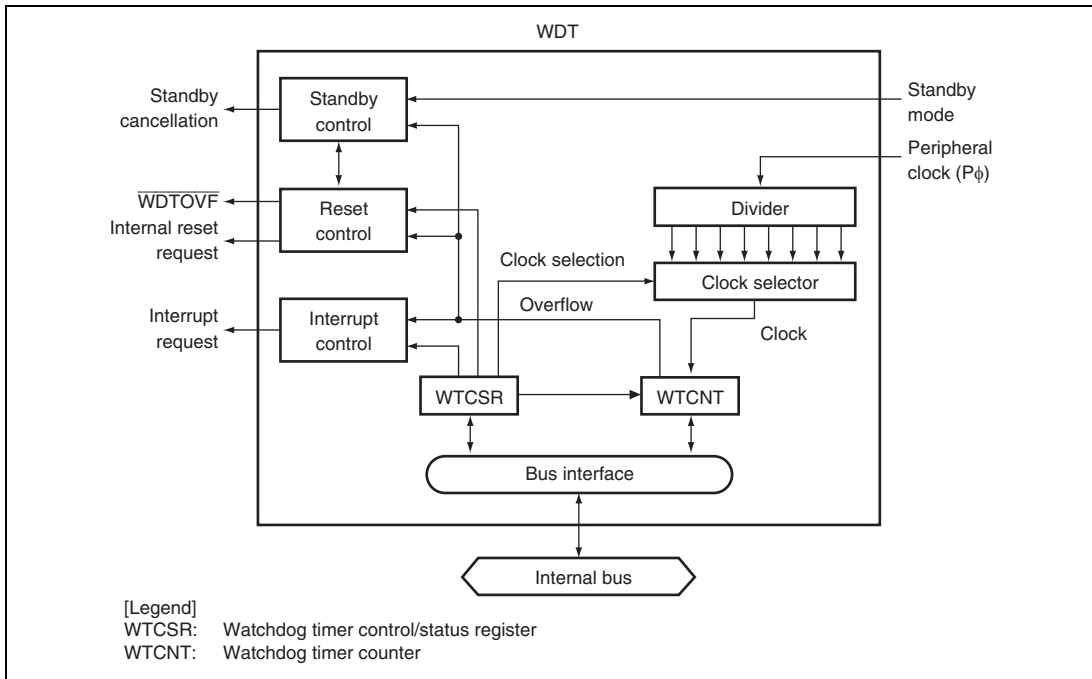 WDT
Standby
cancellation
Standby
control
Standby
mode
Peripheral
clock (Pϕ)
WDTOVF
Internal reset
request
Reset
control
Divider
Clock selection
Clock selector
Interrupt
request
Interrupt
control
Overflow
Clock
WTCSR
WTCNT
Bus interface
Internal bus
[Legend]
WTCSR: Watchdog timer control/status register
WTCNT: Watchdog timer counter